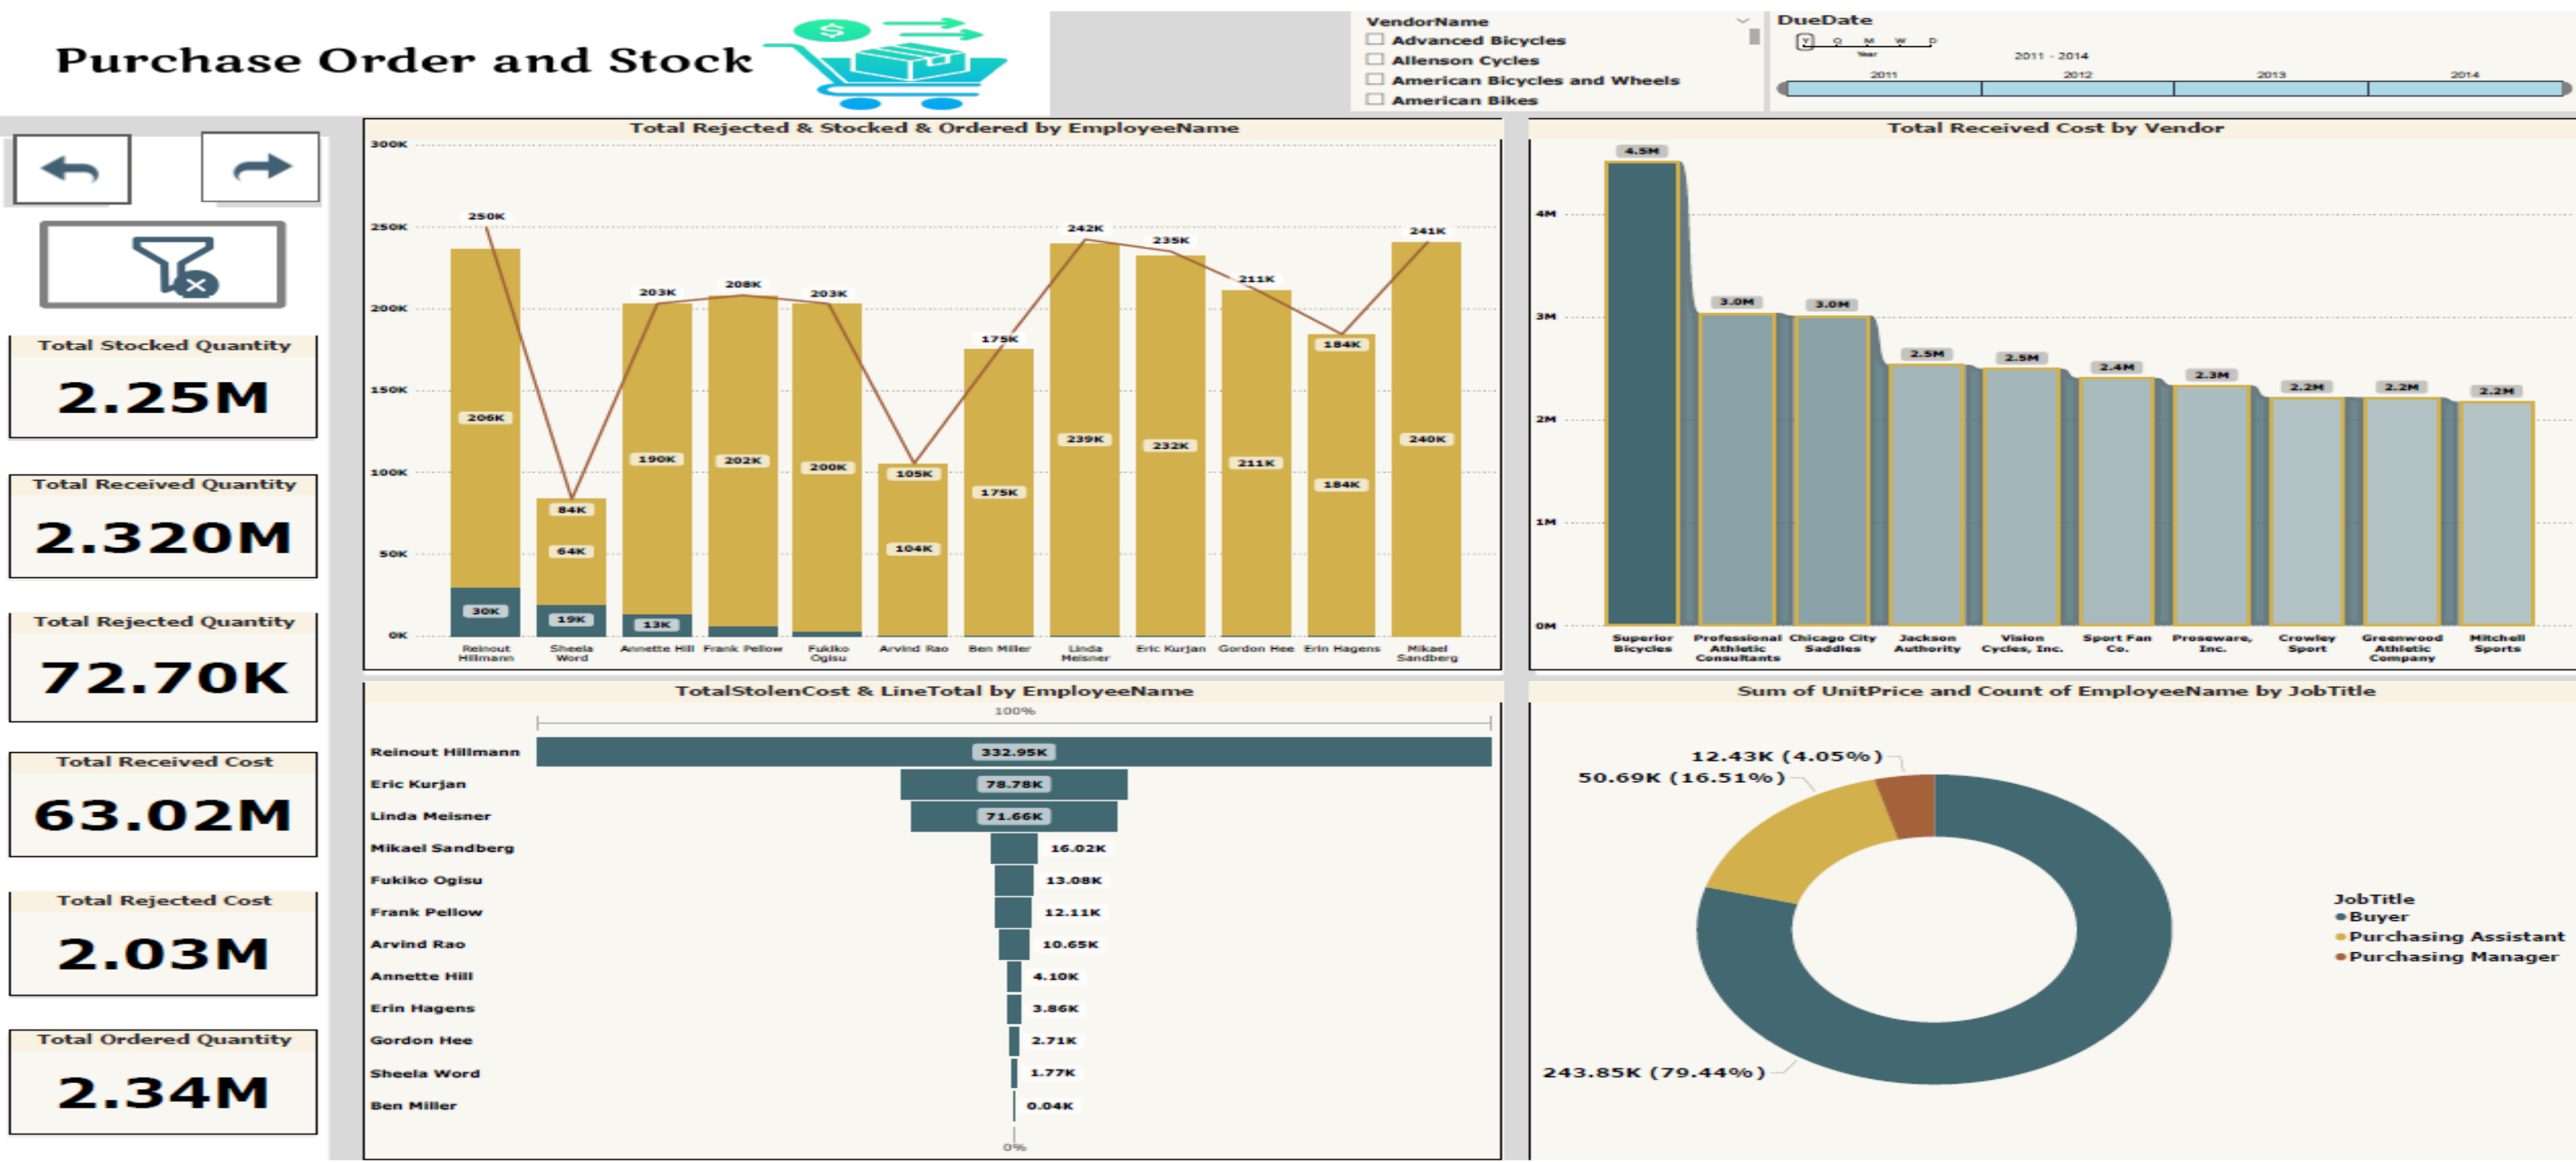 Purchase Order and Stock
$
VendorName
Advanced Bicycles
Allenson Cycles
American Bicycles and Wheels
American Bikes
DueDate
Y Q M W D
Year
2011 - 2014
2011 2012 2013 2014
Total Stocked Quantity
2.25M
Total Received Quantity
2.320M
Total Rejected Quantity
72.70K
Total Received Cost
63.02M
Total Rejected Cost
2.03M
Total Ordered Quantity
2.34M
Total Rejected & Stocked & Ordered by EmployeeName
300K
250K
200K
150K
100K
50K
0K
250K 84K 203K 208K 203K 105K 175K 242K 235K 211K 184K 241K
206K 64K 190K 202K 200K 104K 175K 239K 232K 211K 184K 240K
30K 19K 13K
Reinout Hillmann
Sheela Word
Annette Hill
Frank Pellow
Fukiko Ogisu
Arvind Rao
Ben Miller
Linda Meisner
Eric Kurjan
Gordon Hee
Erin Hagens
Mikael Sandberg
Total Received Cost by Vendor
4M
3M
2M
1M
0M
4.5M 3.0M 3.0M 2.5M 2.5M 2.4M 2.3M 2.2M 2.2M 2.2M
Superior Bicycles
Professional Athletic Consultants
Chicago City Saddles
Jackson Authority
Vision Cycles, Inc.
Sport Fan Co.
Proseware, Inc.
Crowley Sport
Greenwood Athletic Company
Mitchell Sports
TotalStolenCost & LineTotal by EmployeeName
100%
Reinout Hillmann 332.95K
Eric Kurjan 78.78K
Linda Meisner 71.66K
Mikael Sandberg 16.02K
Fukiko Ogisu 13.08K
Frank Pellow 12.11K
Arvind Rao 10.65K
Annette Hill 4.10K
Erin Hagens 3.86K
Gordon Hee 2.71K
Sheela Word 1.77K
Ben Miller 0.04K
0%
Sum of UnitPrice and Count of EmployeeName by JobTitle
12.43K (4.05%)
50.69K (16.51%)
243.85K (79.44%)
JobTitle
Buyer
Purchasing Assistant
Purchasing Manager